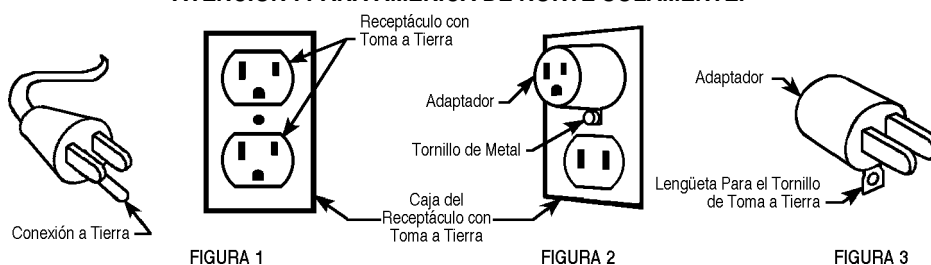 Receptáculo con
Toma a Tierra
Conexión a Tierra
Caja del
Receptáculo con
Toma a Tierra
FIGURA 1
Adaptador
Tornillo de Metal
FIGURA 2
Adaptador
Lengüeta Para el Tornillo
de Toma a Tierra
FIGURA 3